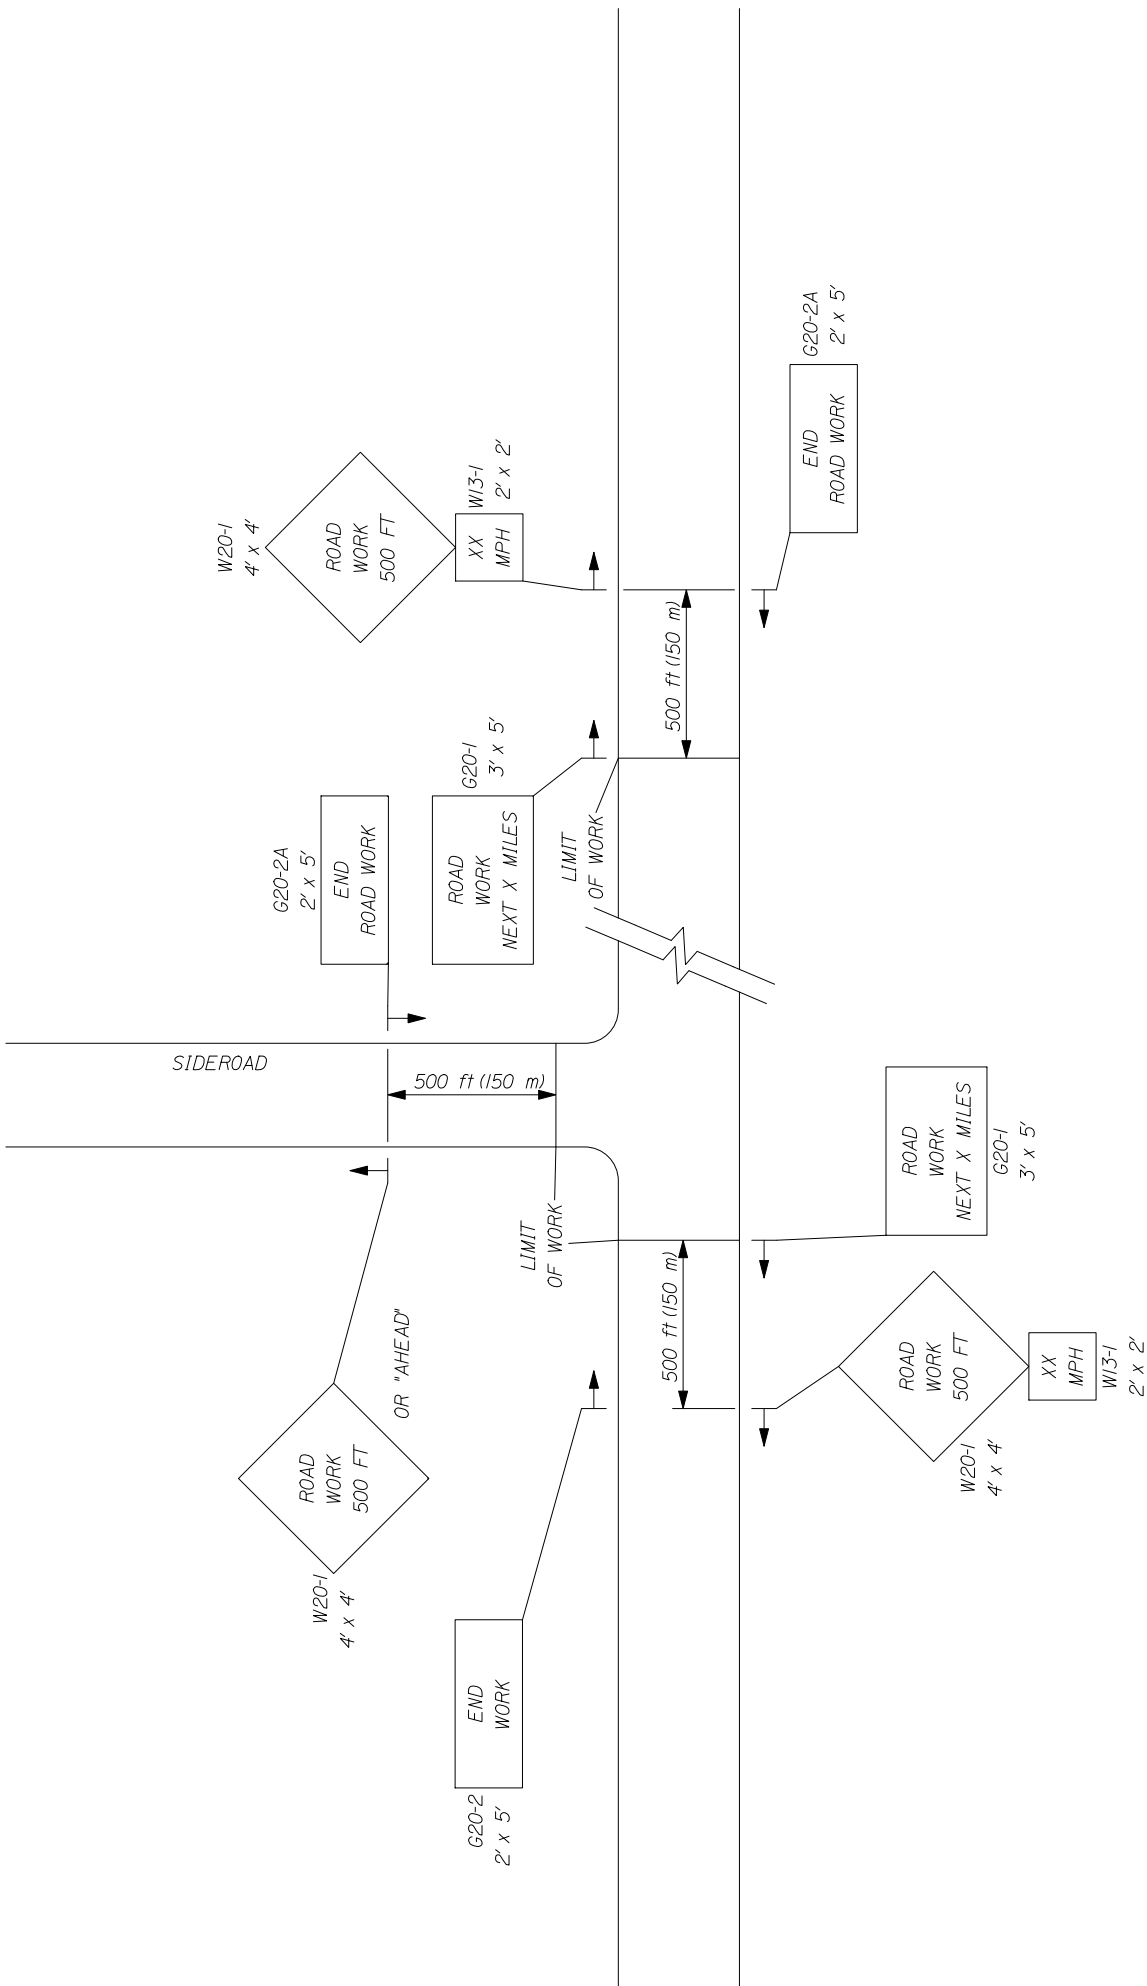 W20-1
4' x 4'
ROAD
WORK
500 FT
W13-1
2' x 2'
XX
MPH
G20-2A
2' x 5'
END
ROAD WORK
G20-1
3' x 5'
ROAD
WORK
NEXT X MILES
LIMIT
OF WORK
500 ft (150 m)
G20-2A
2' x 5'
END
ROAD WORK
SIDEROAD
500 ft (150 m)
LIMIT
OF WORK
500 ft (150 m)
ROAD
WORK
NEXT X MILES
G20-1
3' x 5'
OR "AHEAD"
ROAD
WORK
500 FT
W20-1
4' x 4'
ROAD
WORK
500 FT
W20-1
4' x 4'
XX
MPH
W13-1
2' x 2'
END
WORK
G20-2
2' x 5'